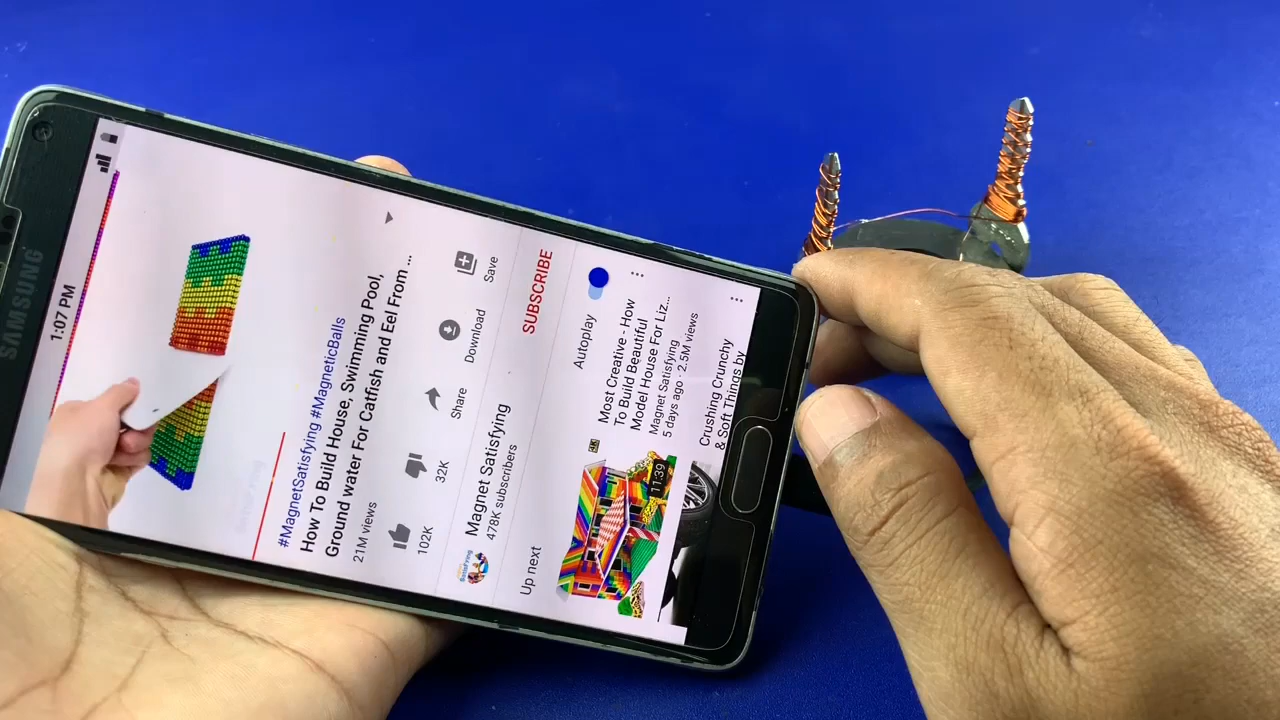 SAMSUNG
1:07 PM
#MagnetSatisfying #MagneticBalls
How To Build House, Swimming Pool,
Ground water For Catfish and Eel From ...
21M views
102K
32K
Share
Download
Save
Magnet Satisfying
478K subscribers
SUBSCRIBE
Up next
Autoplay
4K
11:39
Most Creative - How
To Build Beautiful
Model House For Liz...
Magnet Satisfying
5 days ago · 2.5M views
Crushing Crunchy
& Soft Things by